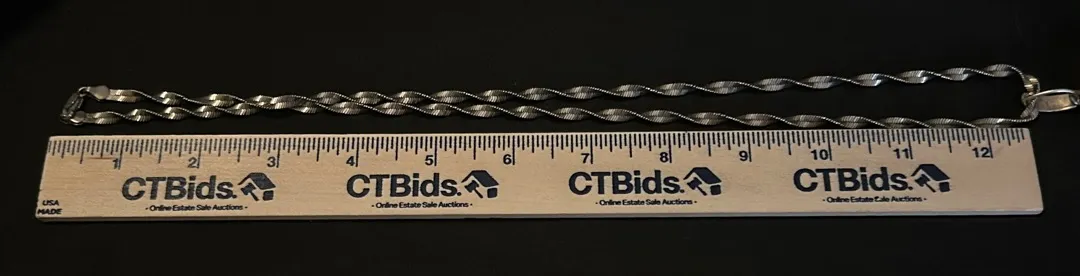 1 2 3 4 5 6 7 8 9 10 11 12
CTBids. CTBids. CTBids. CTBids.
- Online Estate Sale Auctions - - Online Estate Sale Auctions - - Online Estate Sale Auctions - - Online Estate Sale Auctions -
USA
MADE